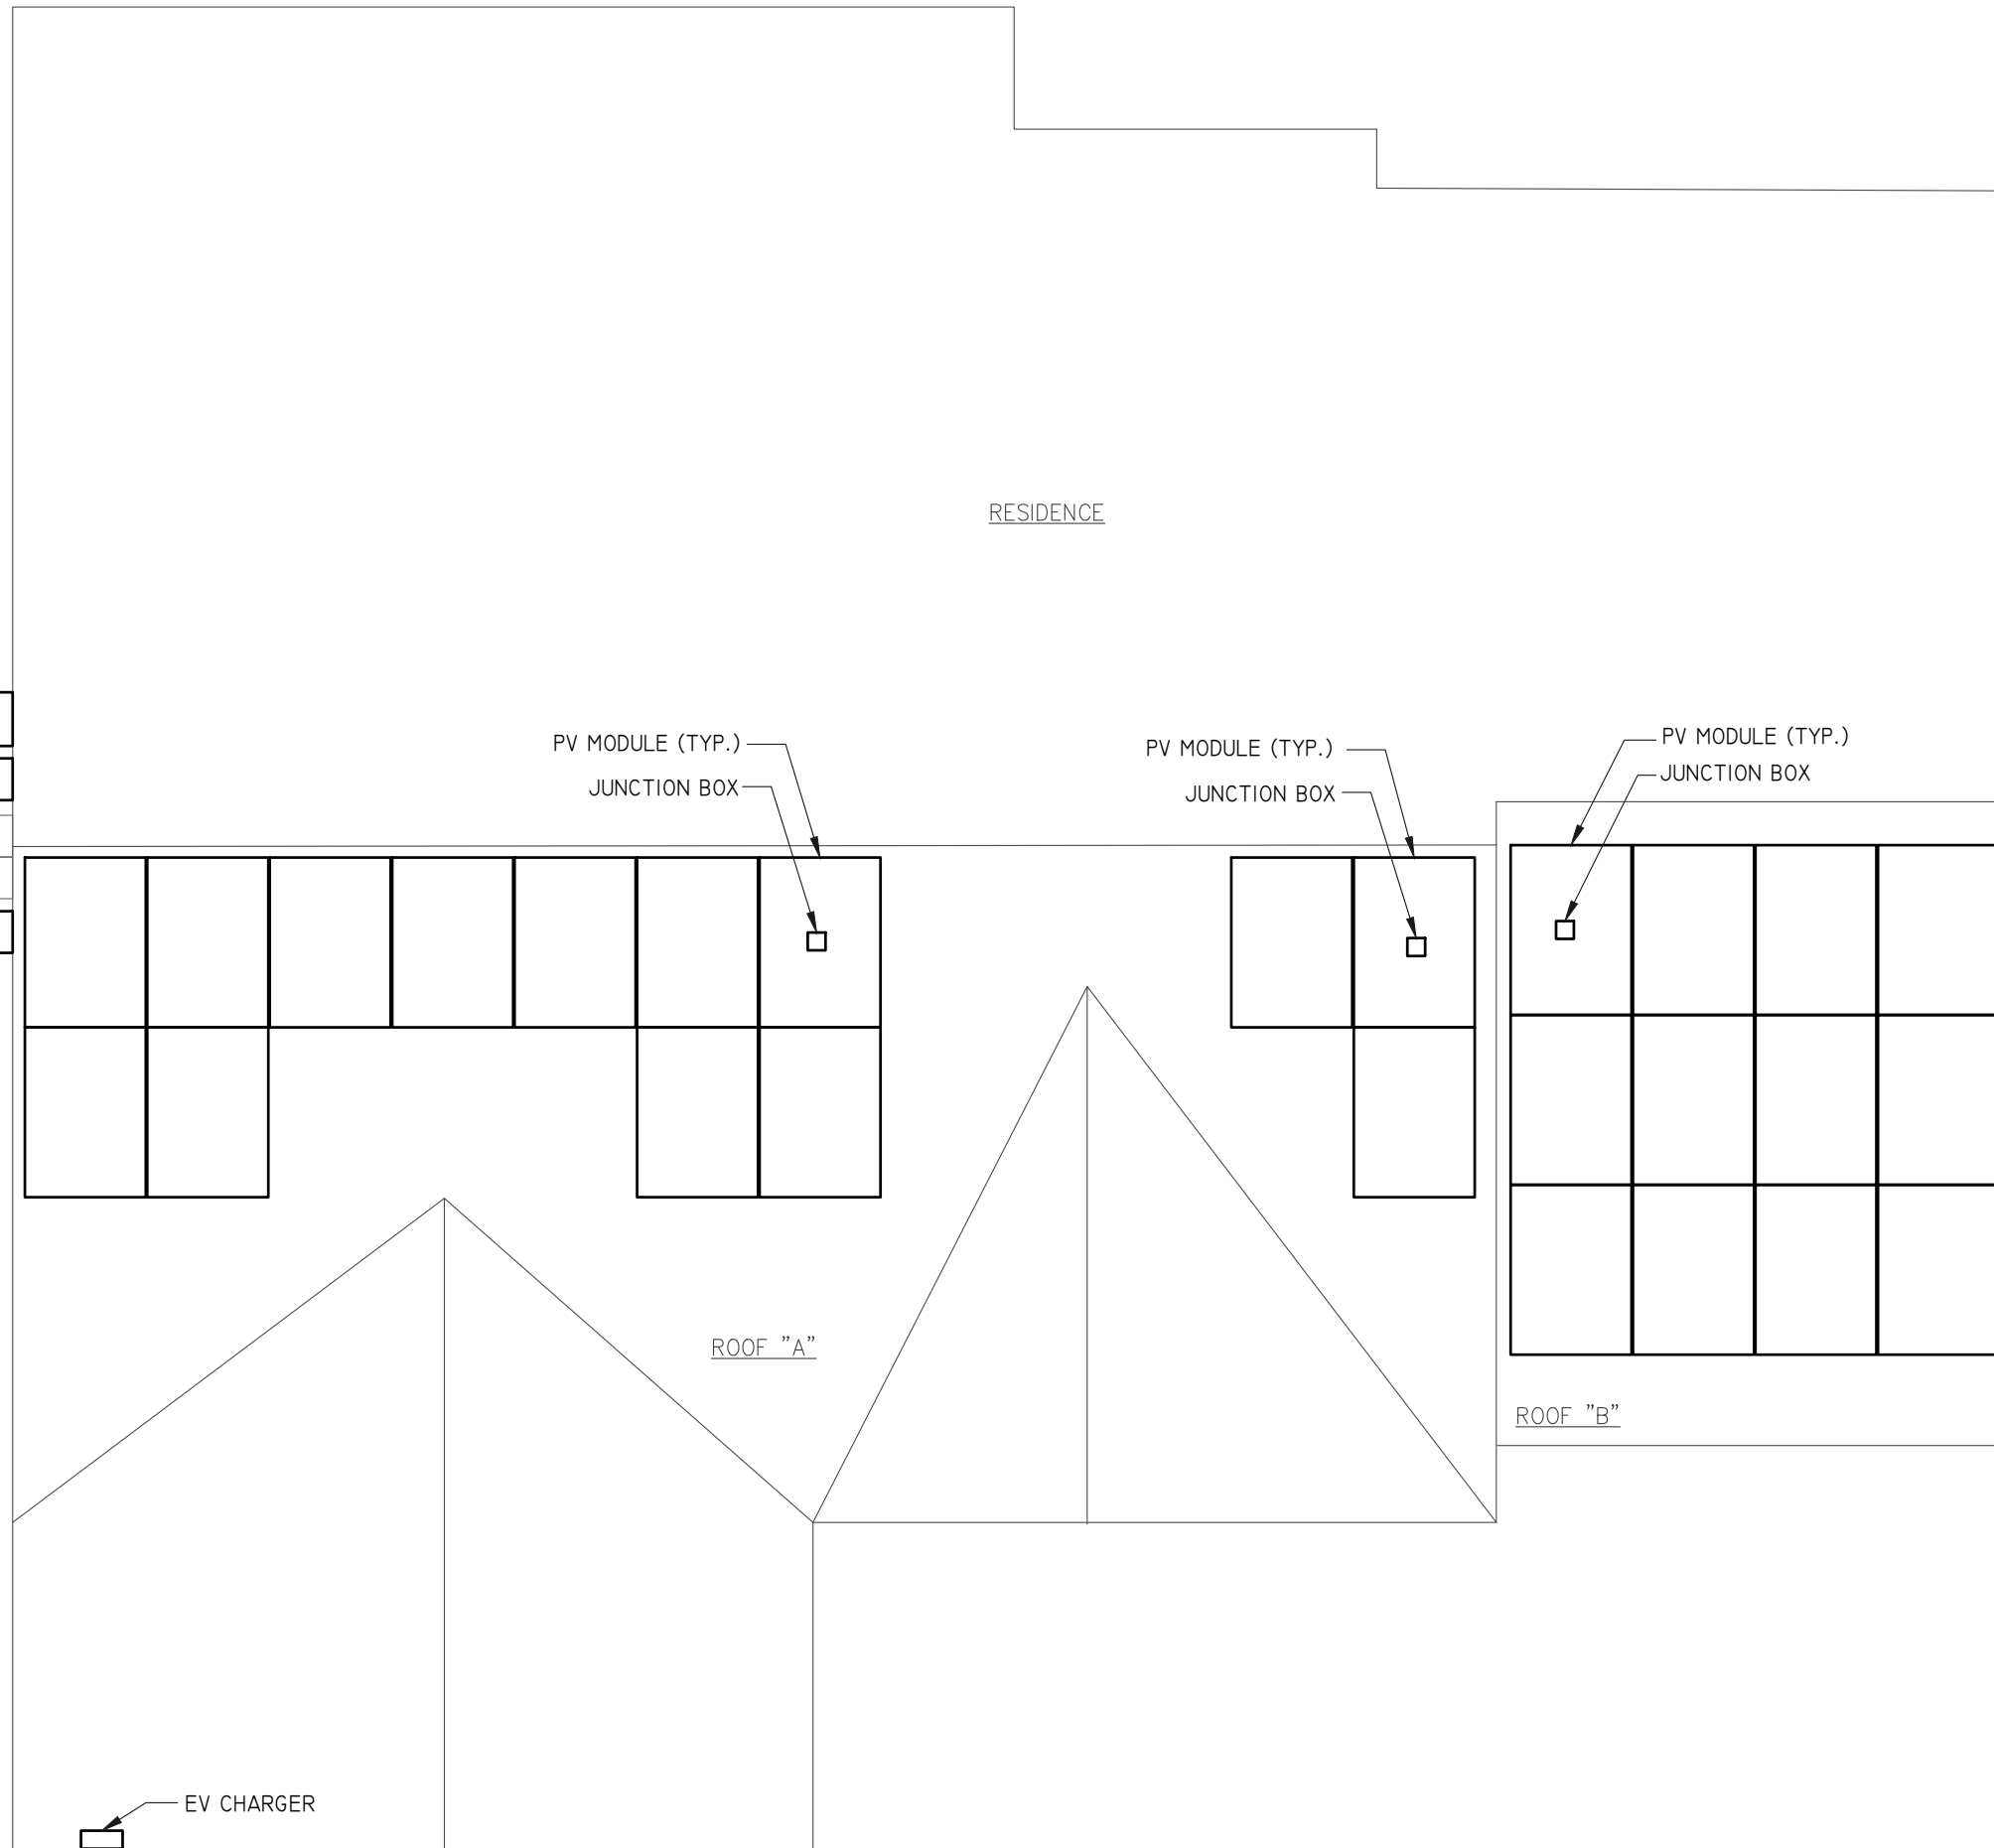 RESIDENCE
PV MODULE (TYP.)
JUNCTION BOX
PV MODULE (TYP.)
JUNCTION BOX
PV MODULE (TYP.)
JUNCTION BOX
ROOF "A"
ROOF "B"
EV CHARGER